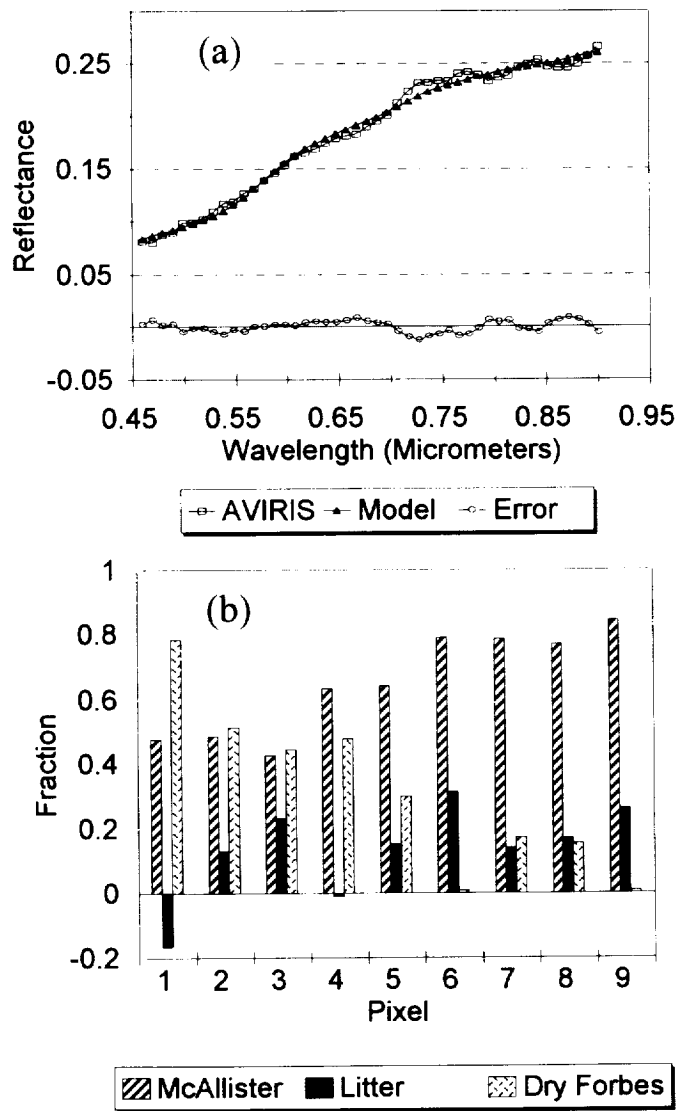 (a)
0.25
0.15
0.05
-0.05
Reflectance
0.45 0.55 0.65 0.75 0.85 0.95
Wavelength (Micrometers)
AVIRIS Model Error
(b)
1
0.8
0.6
0.4
0.2
0
-0.2
Fraction
1 2 3 4 5 6 7 8 9
Pixel
McAllister Litter Dry Forbes